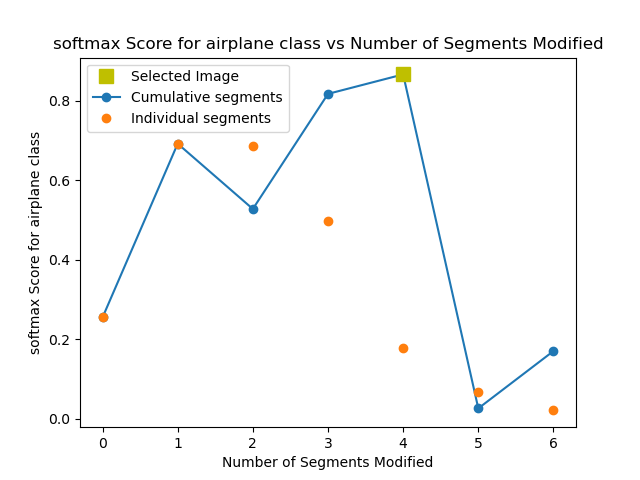 softmax Score for airplane class vs Number of Segments Modified
Selected Image
Cumulative segments
Individual segments
softmax Score for airplane class
0.8
0.6
0.4
0.2
0.0
0 1 2 3 4 5 6
Number of Segments Modified